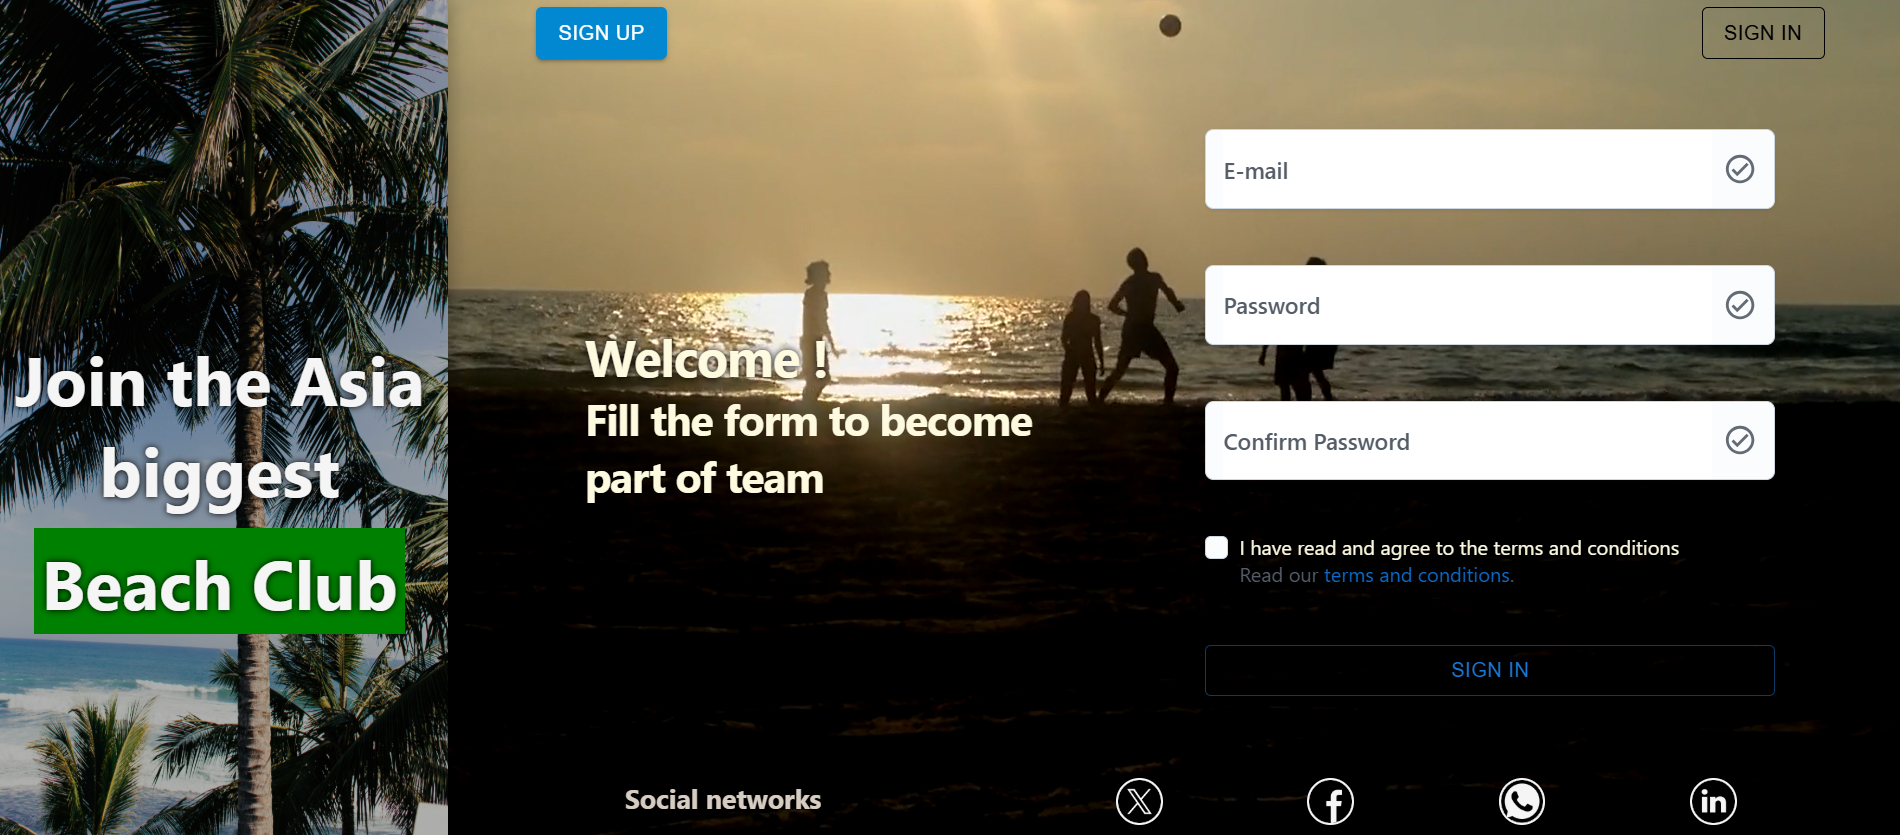 Join the Asia
biggest
Beach Club
SIGN UP
SIGN IN
Welcome !
Fill the form to become
part of team
E-mail
Password
Confirm Password
I have read and agree to the terms and conditions
Read our terms and conditions.
SIGN IN
Social networks